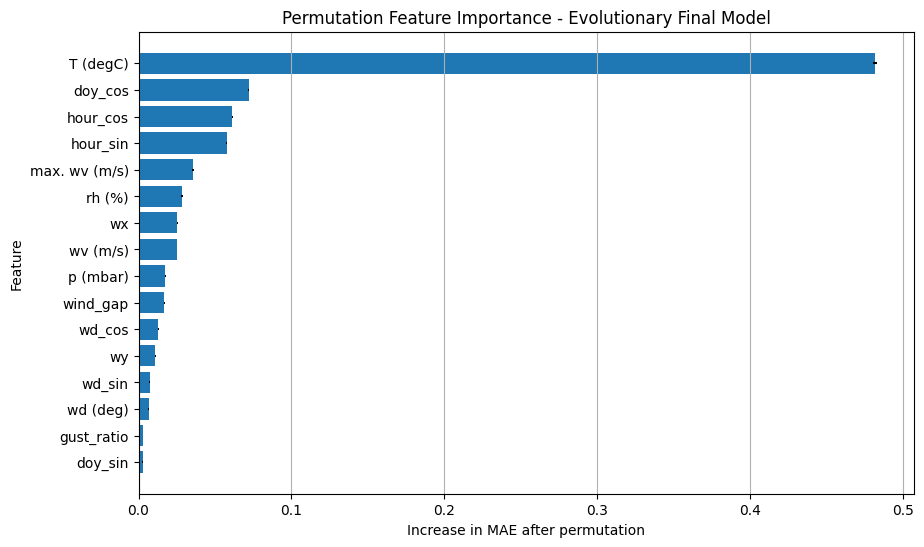 Permutation Feature Importance - Evolutionary Final Model
Feature
T (degC)
doy_cos
hour_cos
hour_sin
max. wv (m/s)
rh (%)
wx
wv (m/s)
p (mbar)
wind_gap
wd_cos
wy
wd_sin
wd (deg)
gust_ratio
doy_sin
0.0 0.1 0.2 0.3 0.4 0.5
Increase in MAE after permutation